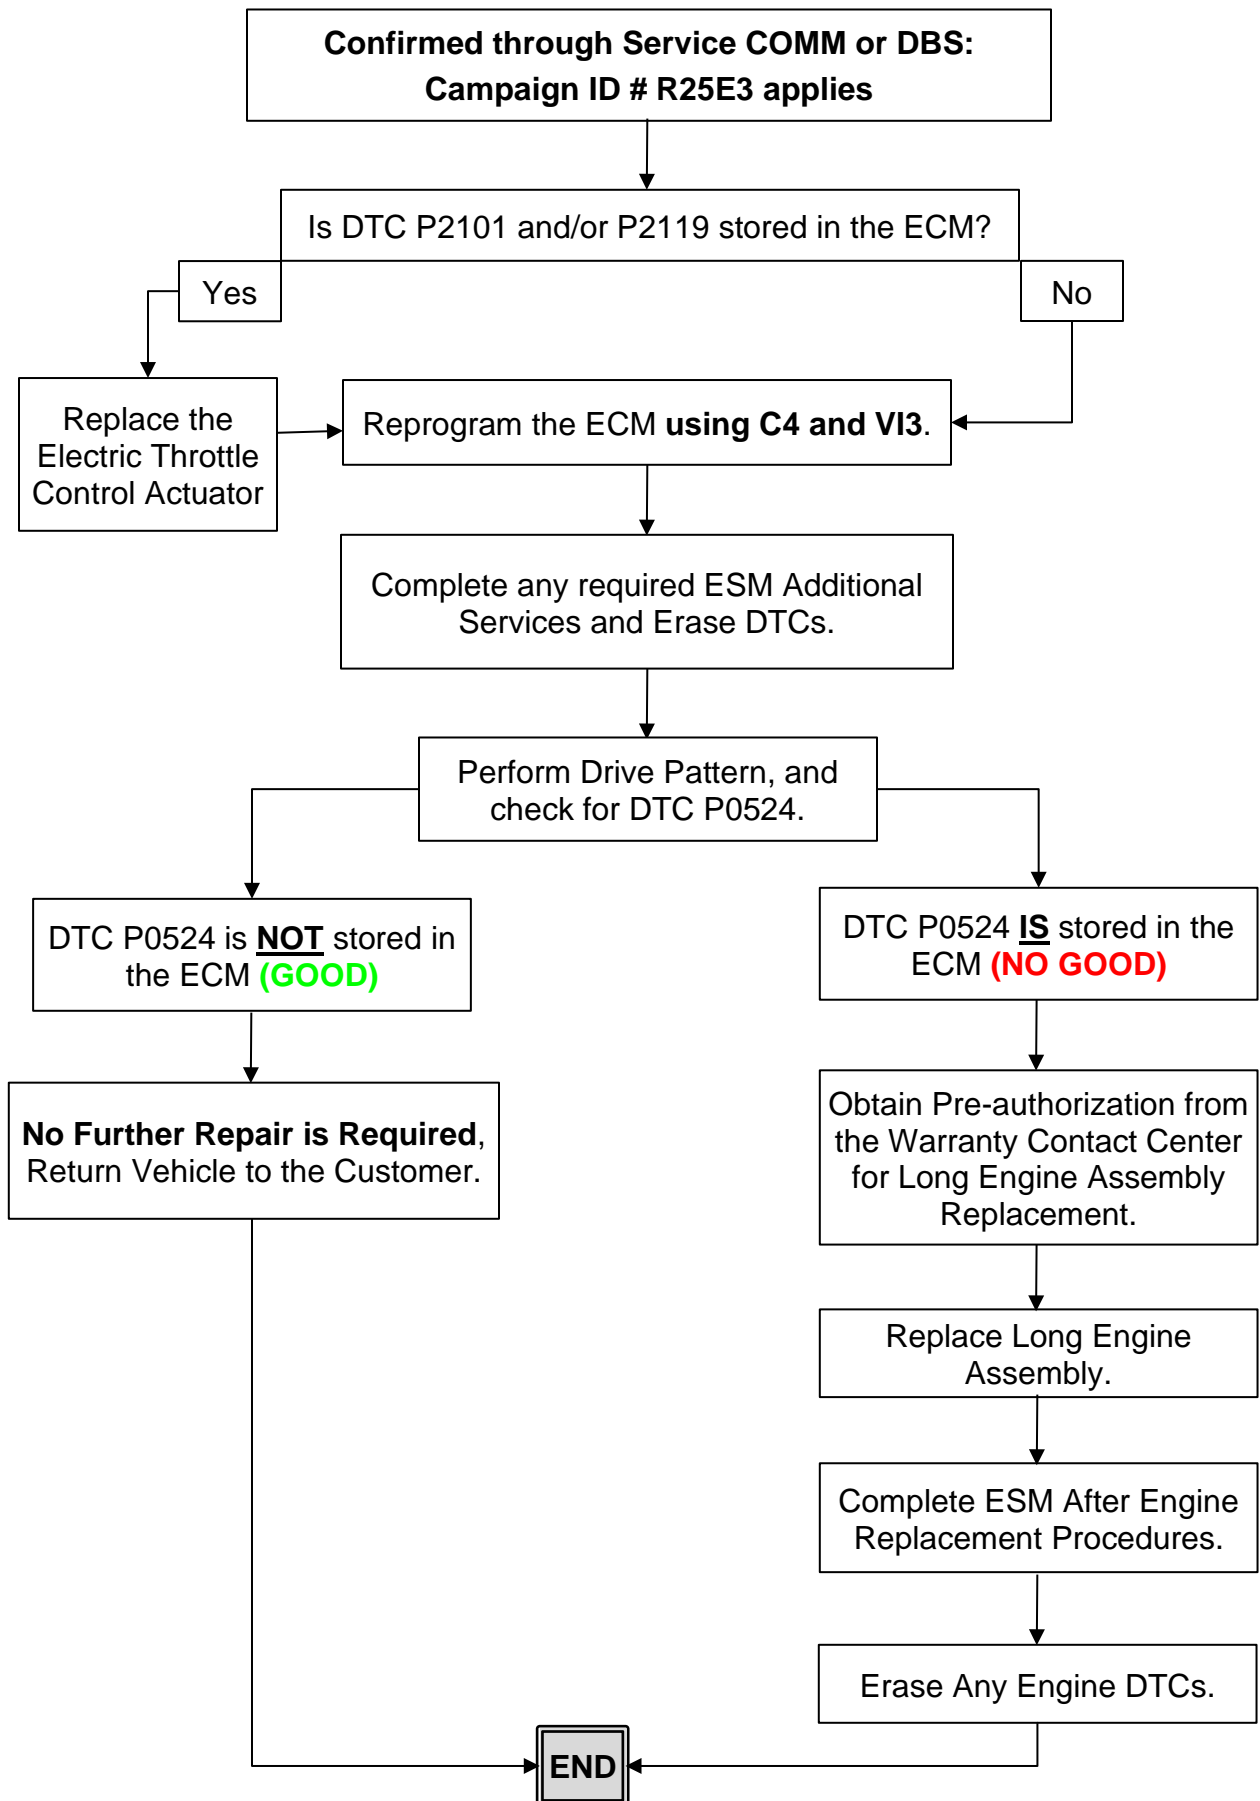 Confirmed through Service COMM or DBS:
Campaign ID # R25E3 applies
Is DTC P2101 and/or P2119 stored in the ECM?
Yes
No
Replace the
Electric Throttle
Control Actuator
Reprogram the ECM using C4 and VI3.
Complete any required ESM Additional
Services and Erase DTCs.
Perform Drive Pattern, and
check for DTC P0524.
DTC P0524 is NOT stored in
the ECM (GOOD)
DTC P0524 IS stored in the
ECM (NO GOOD)
No Further Repair is Required,
Return Vehicle to the Customer.
Obtain Pre-authorization from
the Warranty Contact Center
for Long Engine Assembly
Replacement.
Replace Long Engine
Assembly.
Complete ESM After Engine
Replacement Procedures.
Erase Any Engine DTCs.
END